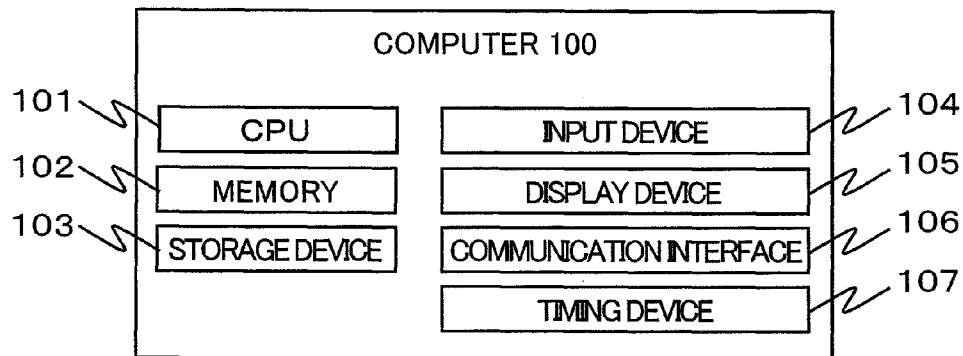 COMPUTER 100
101
CPU
102
MEMORY
103
STORAGE DEVICE
INPUT DEVICE
104
DISPLAY DEVICE
105
COMMUNICATION INTERFACE
106
TIMING DEVICE
107